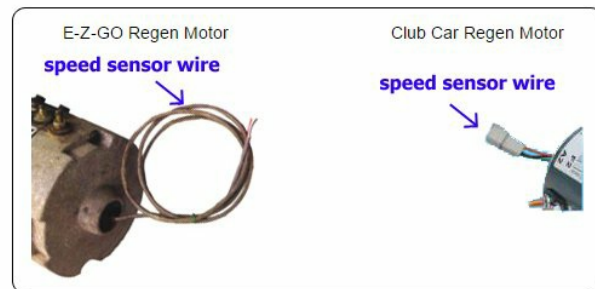 E-Z-GO Regen Motor
speed sensor wire
Club Car Regen Motor
speed sensor wire